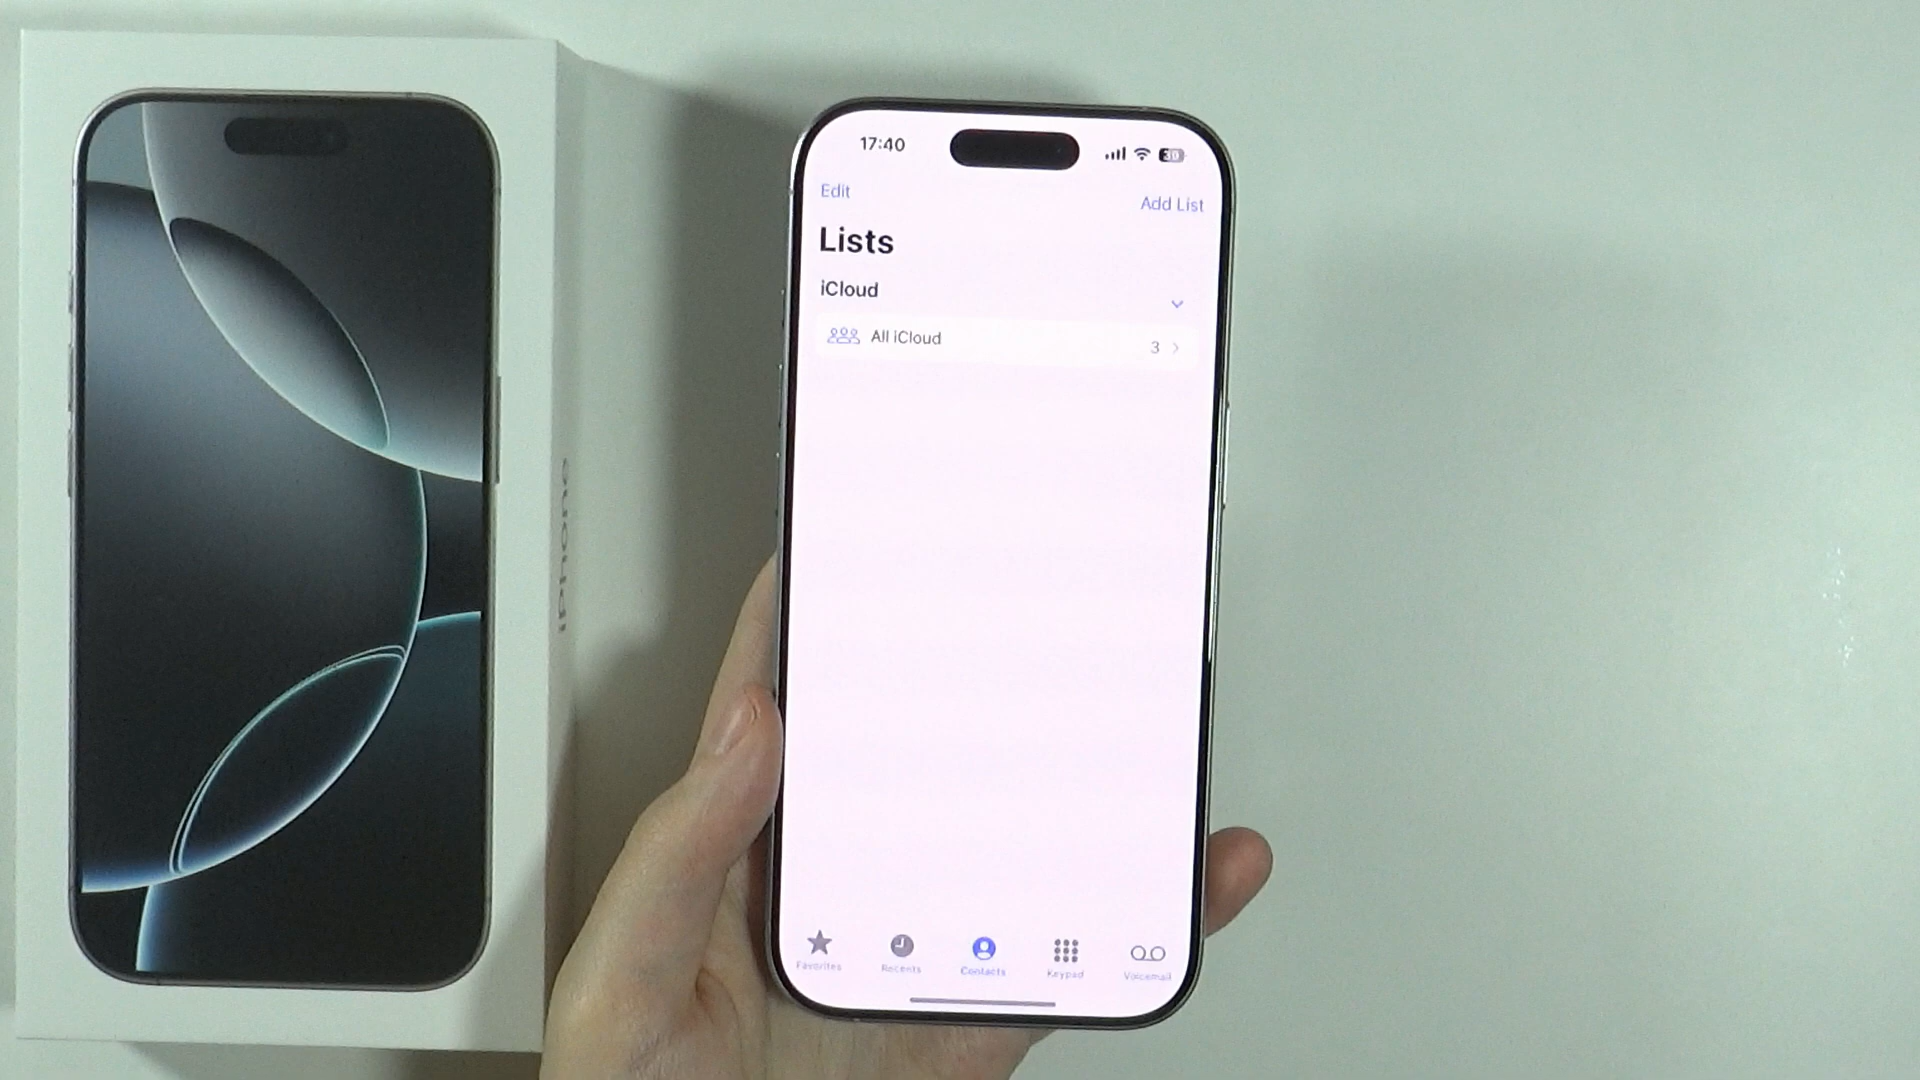 iPhone
17:40
30
Edit
Add List
Lists
iCloud
All iCloud
3
Favorites
Recents
Contacts
Keypad
Voicemail